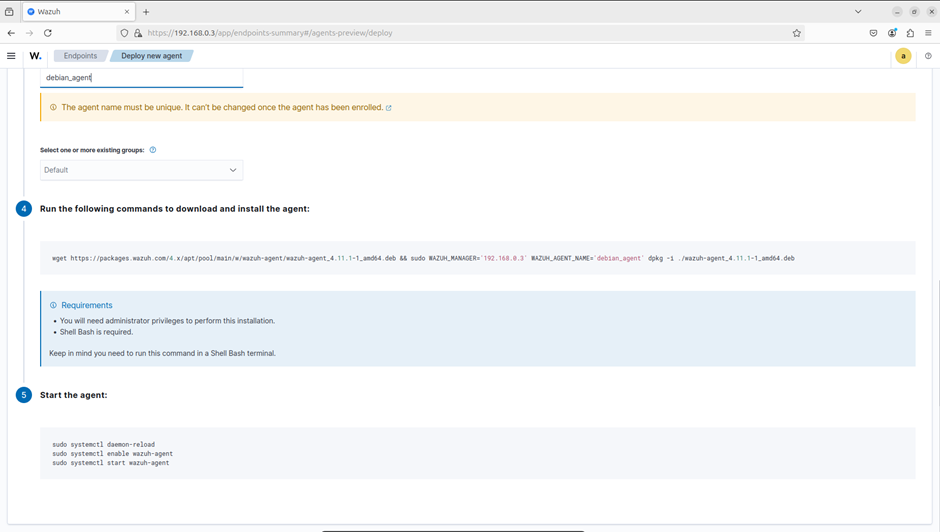 Wazuh
https://192.168.0.3/app/endpoints-summary#/agents-preview/deploy
W. Endpoints Deploy new agent a
debian_agent
The agent name must be unique. It can't be changed once the agent has been enrolled.
Select one or more existing groups:
Default
4 Run the following commands to download and install the agent:
wget https://packages.wazuh.com/4.x/apt/pool/main/w/wazuh-agent/wazuh-agent_4.11.1-1_amd64.deb && sudo WAZUH_MANAGER='192.168.0.3' WAZUH_AGENT_NAME='debian_agent' dpkg -i ./wazuh-agent_4.11.1-1_amd64.deb
Requirements
• You will need administrator privileges to perform this installation.
• Shell Bash is required.
Keep in mind you need to run this command in a Shell Bash terminal.
5 Start the agent:
sudo systemctl daemon-reload
sudo systemctl enable wazuh-agent
sudo systemctl start wazuh-agent